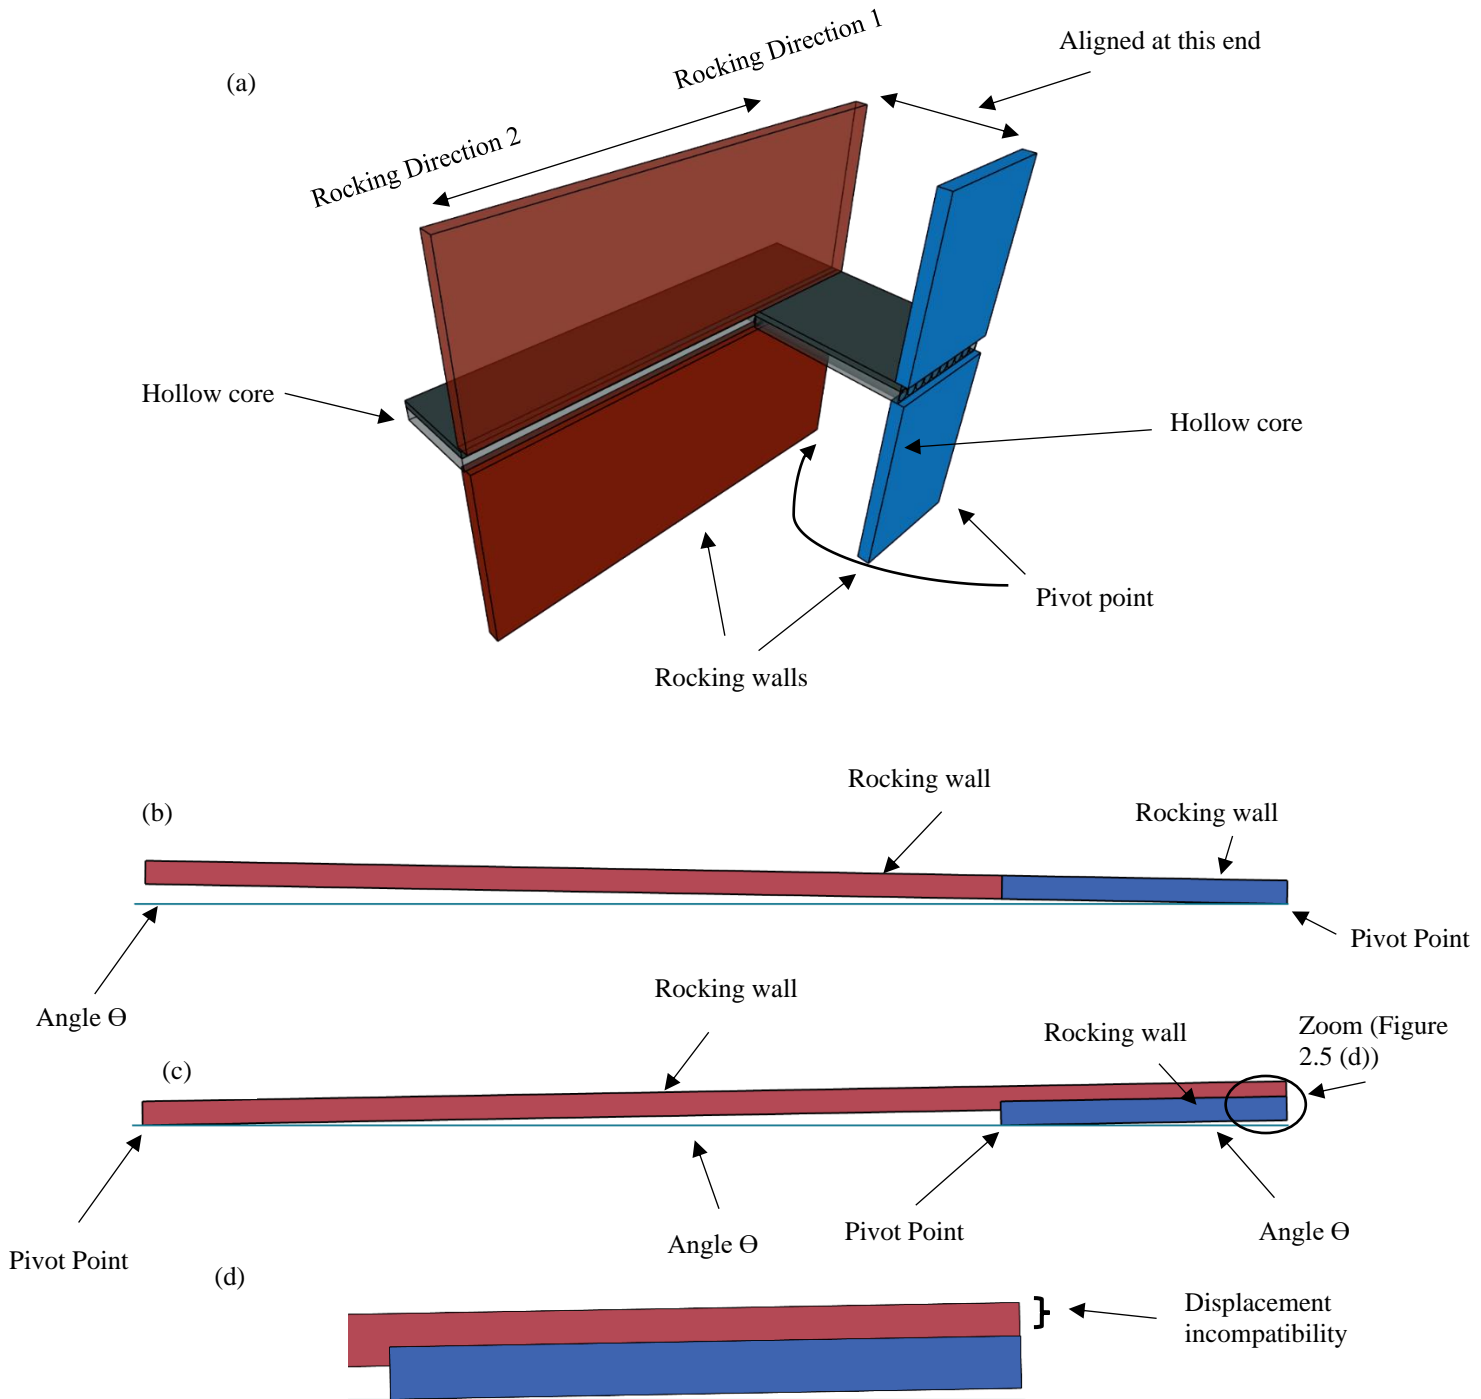 (a)
Rocking Direction 1
Aligned at this end
Rocking Direction 2
Hollow core
Hollow core
Pivot point
Rocking walls
(b)
Rocking wall
Rocking wall
Pivot Point
Angle Ɵ
(c)
Rocking wall
Rocking wall
Zoom (Figure
2.5 (d))
Pivot Point
Angle Ɵ
Pivot Point
Angle Ɵ
(d)
Displacement
incompatibility